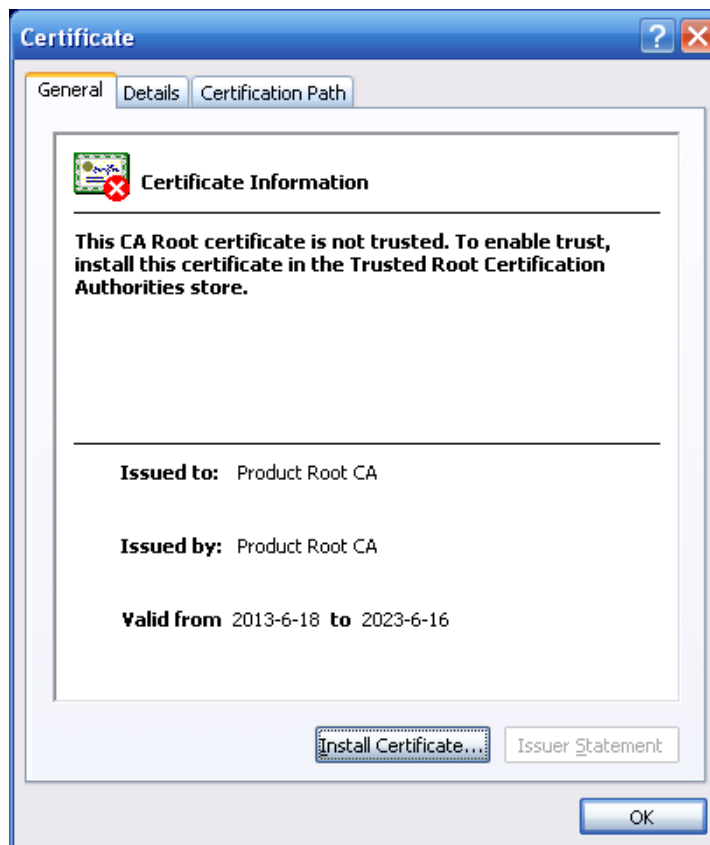 Certificate
General Details Certification Path
Certificate Information
This CA Root certificate is not trusted. To enable trust,
install this certificate in the Trusted Root Certification
Authorities store.
Issued to: Product Root CA
Issued by: Product Root CA
Valid from 2013-6-18 to 2023-6-16
Install Certificate... Issuer Statement
OK